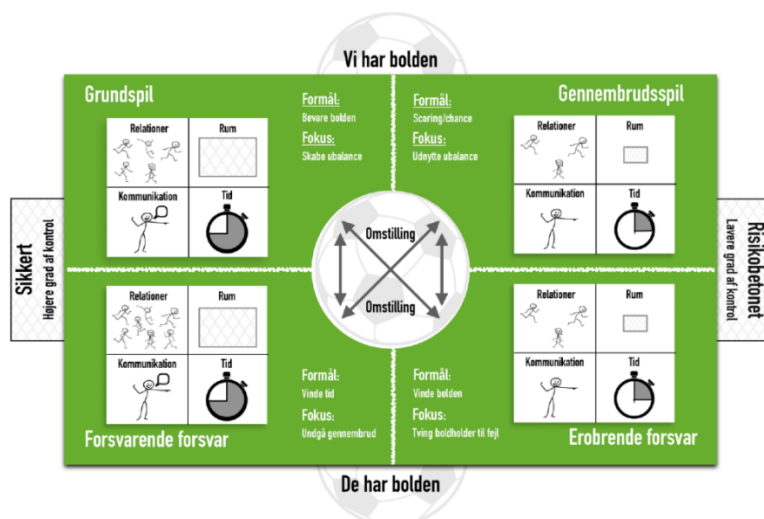 Vi har bolden
Grundspil
Relationer
Rum
Kommunikation
Tid
Formål:
Bevare bolden
Fokus:
Skabe ubalance
Formål:
Scoring/chance
Fokus:
Udnytte ubalance
Gennembrudsspil
Relationer
Rum
Kommunikation
Tid
Sikkert
Højere grad af kontrol
Omstilling
Omstilling
Risikobetonet
Lavere grad af kontrol
Relationer
Rum
Kommunikation
Tid
Forsvarende forsvar
Formål:
Vinde tid
Fokus:
Undgå gennembrud
Formål:
Vinde bolden
Fokus:
Tving boldholder til fejl
Relationer
Rum
Kommunikation
Tid
Erobrende forsvar
De har bolden